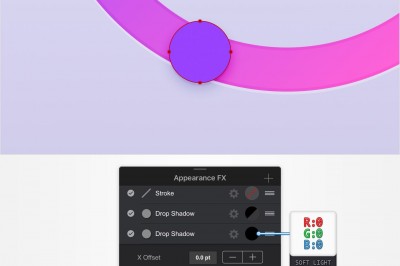 Appearance FX
Stroke
Drop Shadow
Drop Shadow
R:0
G:0
B:0
SOFT LIGHT
X Offset
0.0 pt